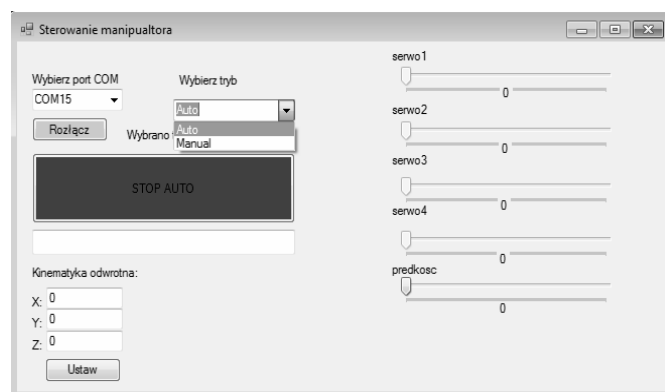 Sterowanie manipualtora
Wybierz port COM
COM15
Rozłącz
Wybierz tryb
Auto
Auto
Manual
Wybrano
STOP AUTO
Kinematyka odwrotna:
X: 0
Y: 0
Z: 0
Ustaw
serwo1
0
serwo2
0
serwo3
0
serwo4
0
predkosc
0